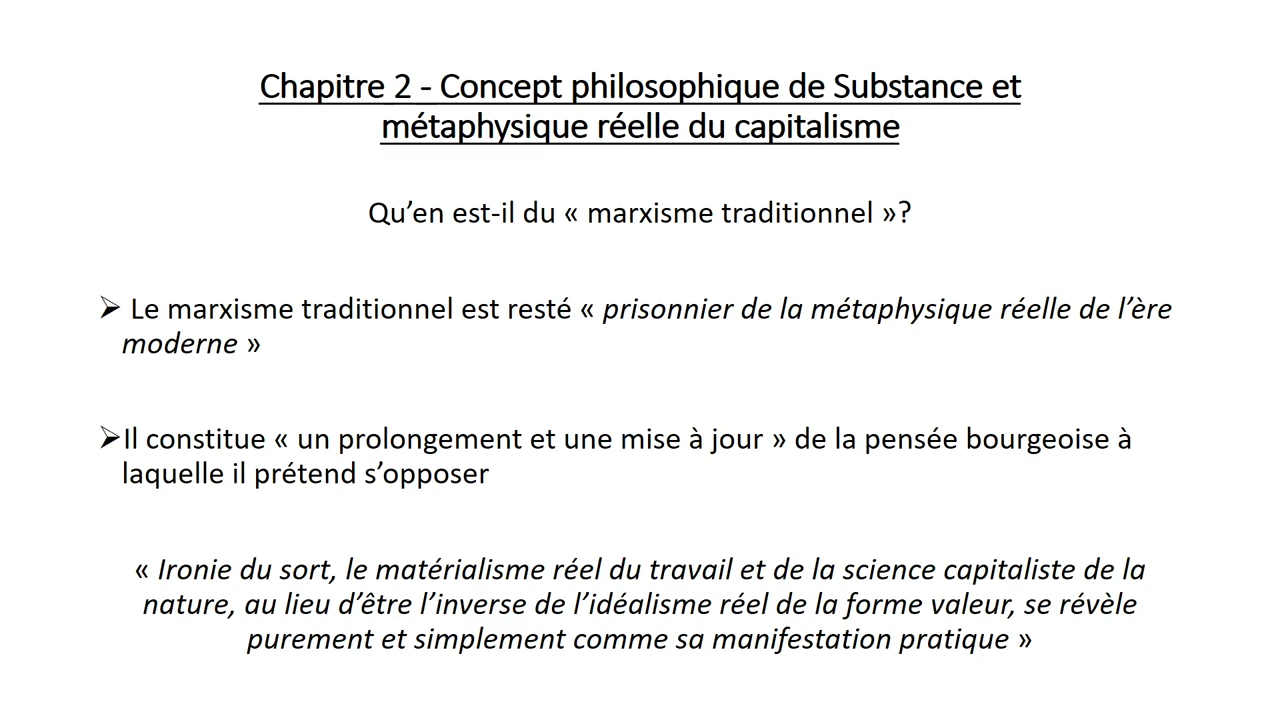 Chapitre 2 - Concept philosophique de Substance et
métaphysique réelle du capitalisme
Qu’en est-il du « marxisme traditionnel »?
➢ Le marxisme traditionnel est resté « prisonnier de la métaphysique réelle de l’ère
moderne »
➢Il constitue « un prolongement et une mise à jour » de la pensée bourgeoise à
laquelle il prétend s’opposer
« Ironie du sort, le matérialisme réel du travail et de la science capitaliste de la
nature, au lieu d’être l’inverse de l’idéalisme réel de la forme valeur, se révèle
purement et simplement comme sa manifestation pratique »